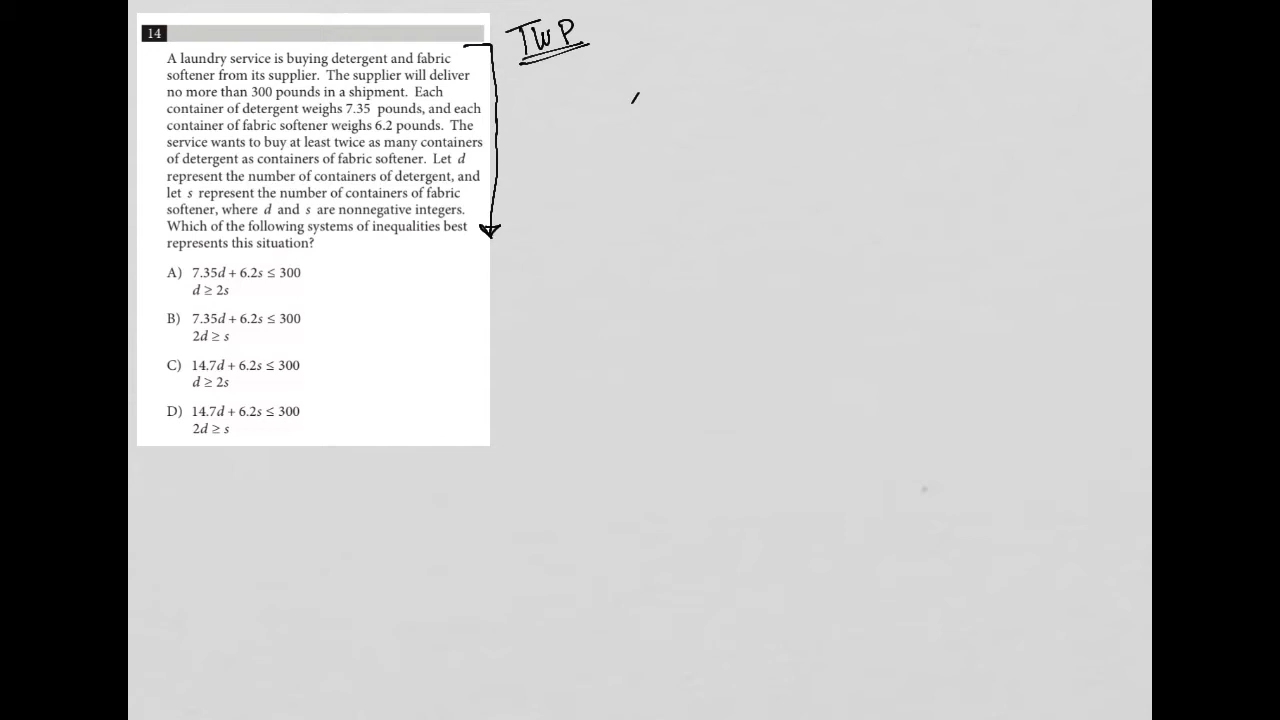 14
TWP
A laundry service is buying detergent and fabric
softener from its supplier. The supplier will deliver
no more than 300 pounds in a shipment. Each
container of detergent weighs 7.35 pounds, and each
container of fabric softener weighs 6.2 pounds. The
service wants to buy at least twice as many containers
of detergent as containers of fabric softener. Let d
represent the number of containers of detergent, and
let s represent the number of containers of fabric
softener, where d and s are nonnegative integers.
Which of the following systems of inequalities best
represents this situation?
A) 7.35d + 6.2s ≤ 300
d ≥ 2s
B) 7.35d + 6.2s ≤ 300
2d ≥ s
C) 14.7d + 6.2s ≤ 300
d ≥ 2s
D) 14.7d + 6.2s ≤ 300
2d ≥ s